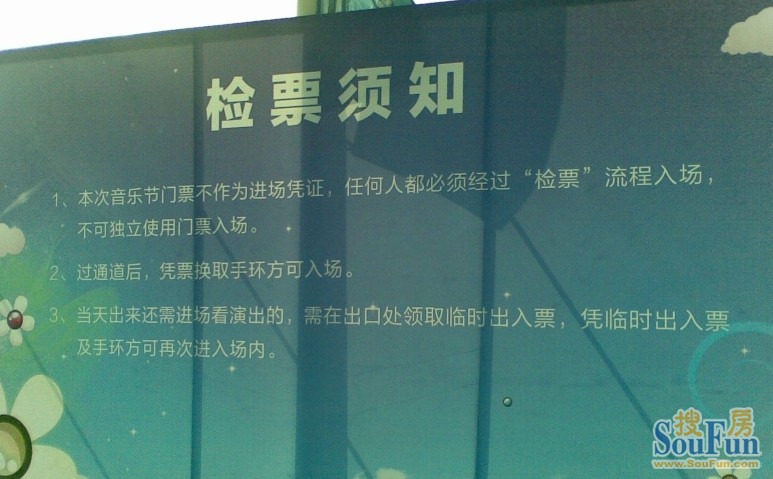 检票须知
1、本次音乐节门票不作为进场凭证，任何人都必须经过“检票”流程入场，
不可独立使用门票入场。
2、过通道后，凭票换取手环方可入场。
3、当天出来还需进场看演出的，需在出口处领取临时出入票，凭临时出入票
及手环方可再次进入场内。
搜房
SouFun
www.SouFun.com